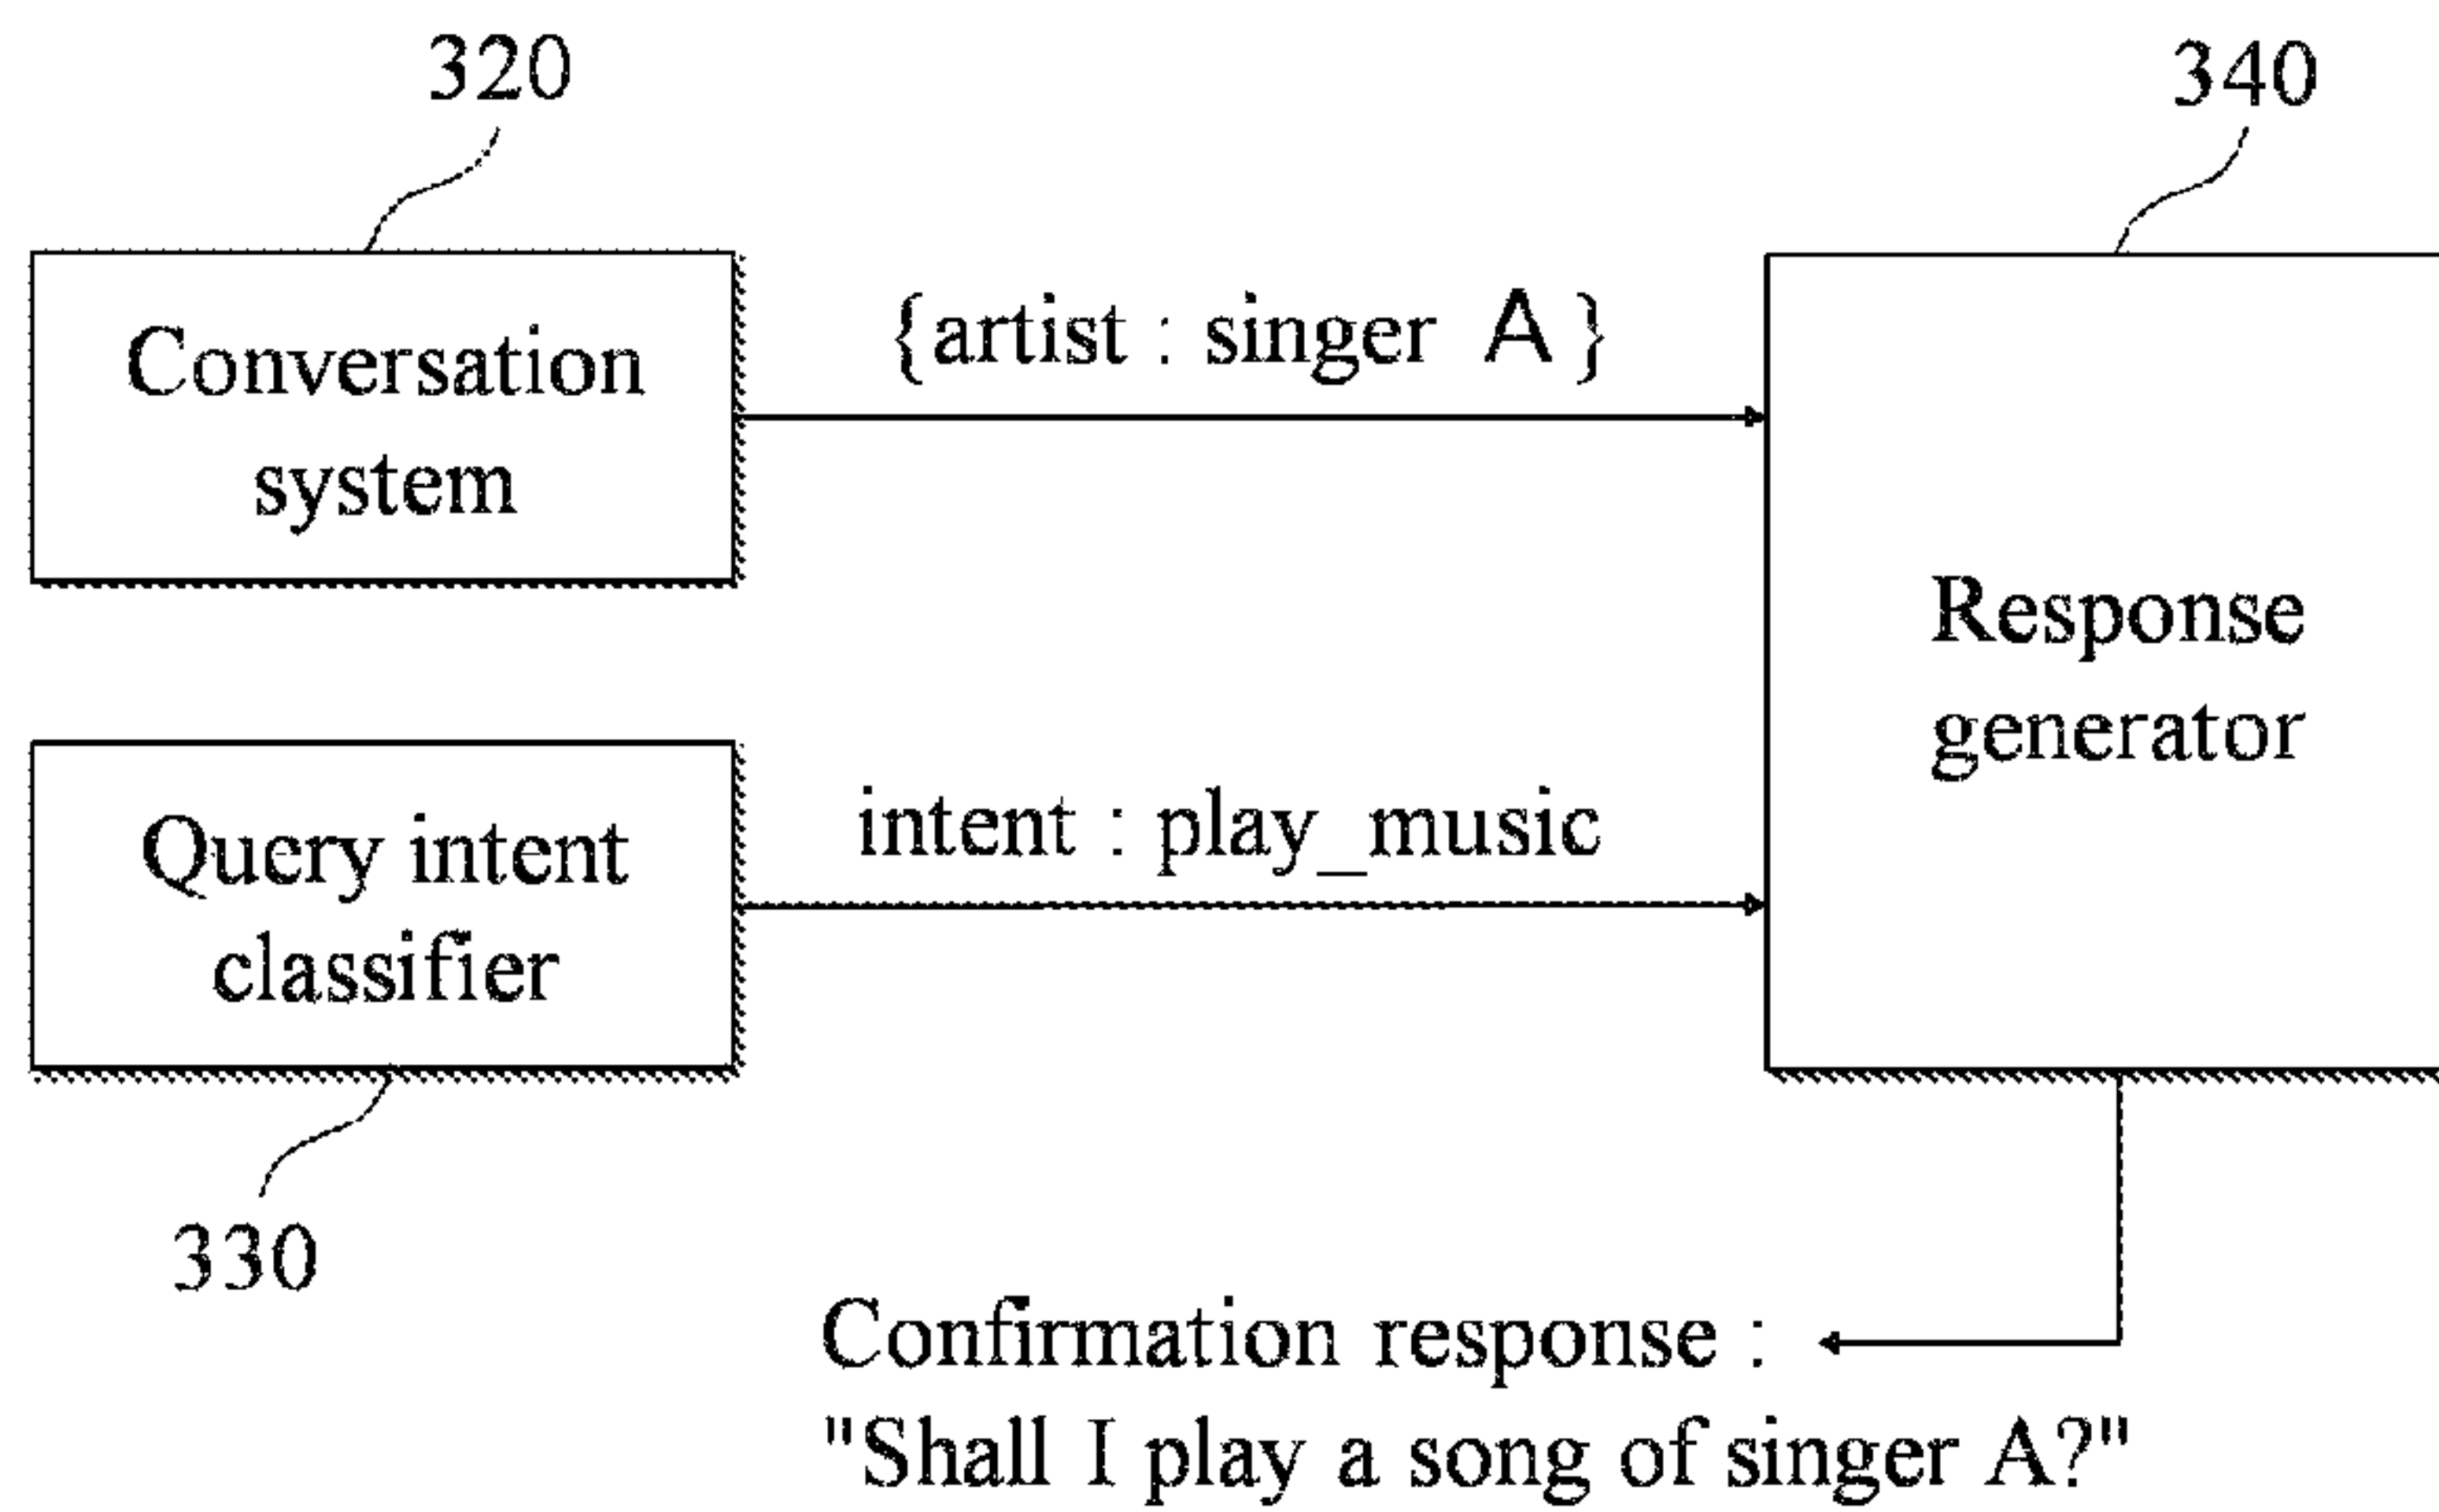 320
340
Conversation
system
{artist : singer A }
Response
generator
Query intent
classifier
intent : play_music
330
Confirmation response :
"Shall I play a song of singer A?"